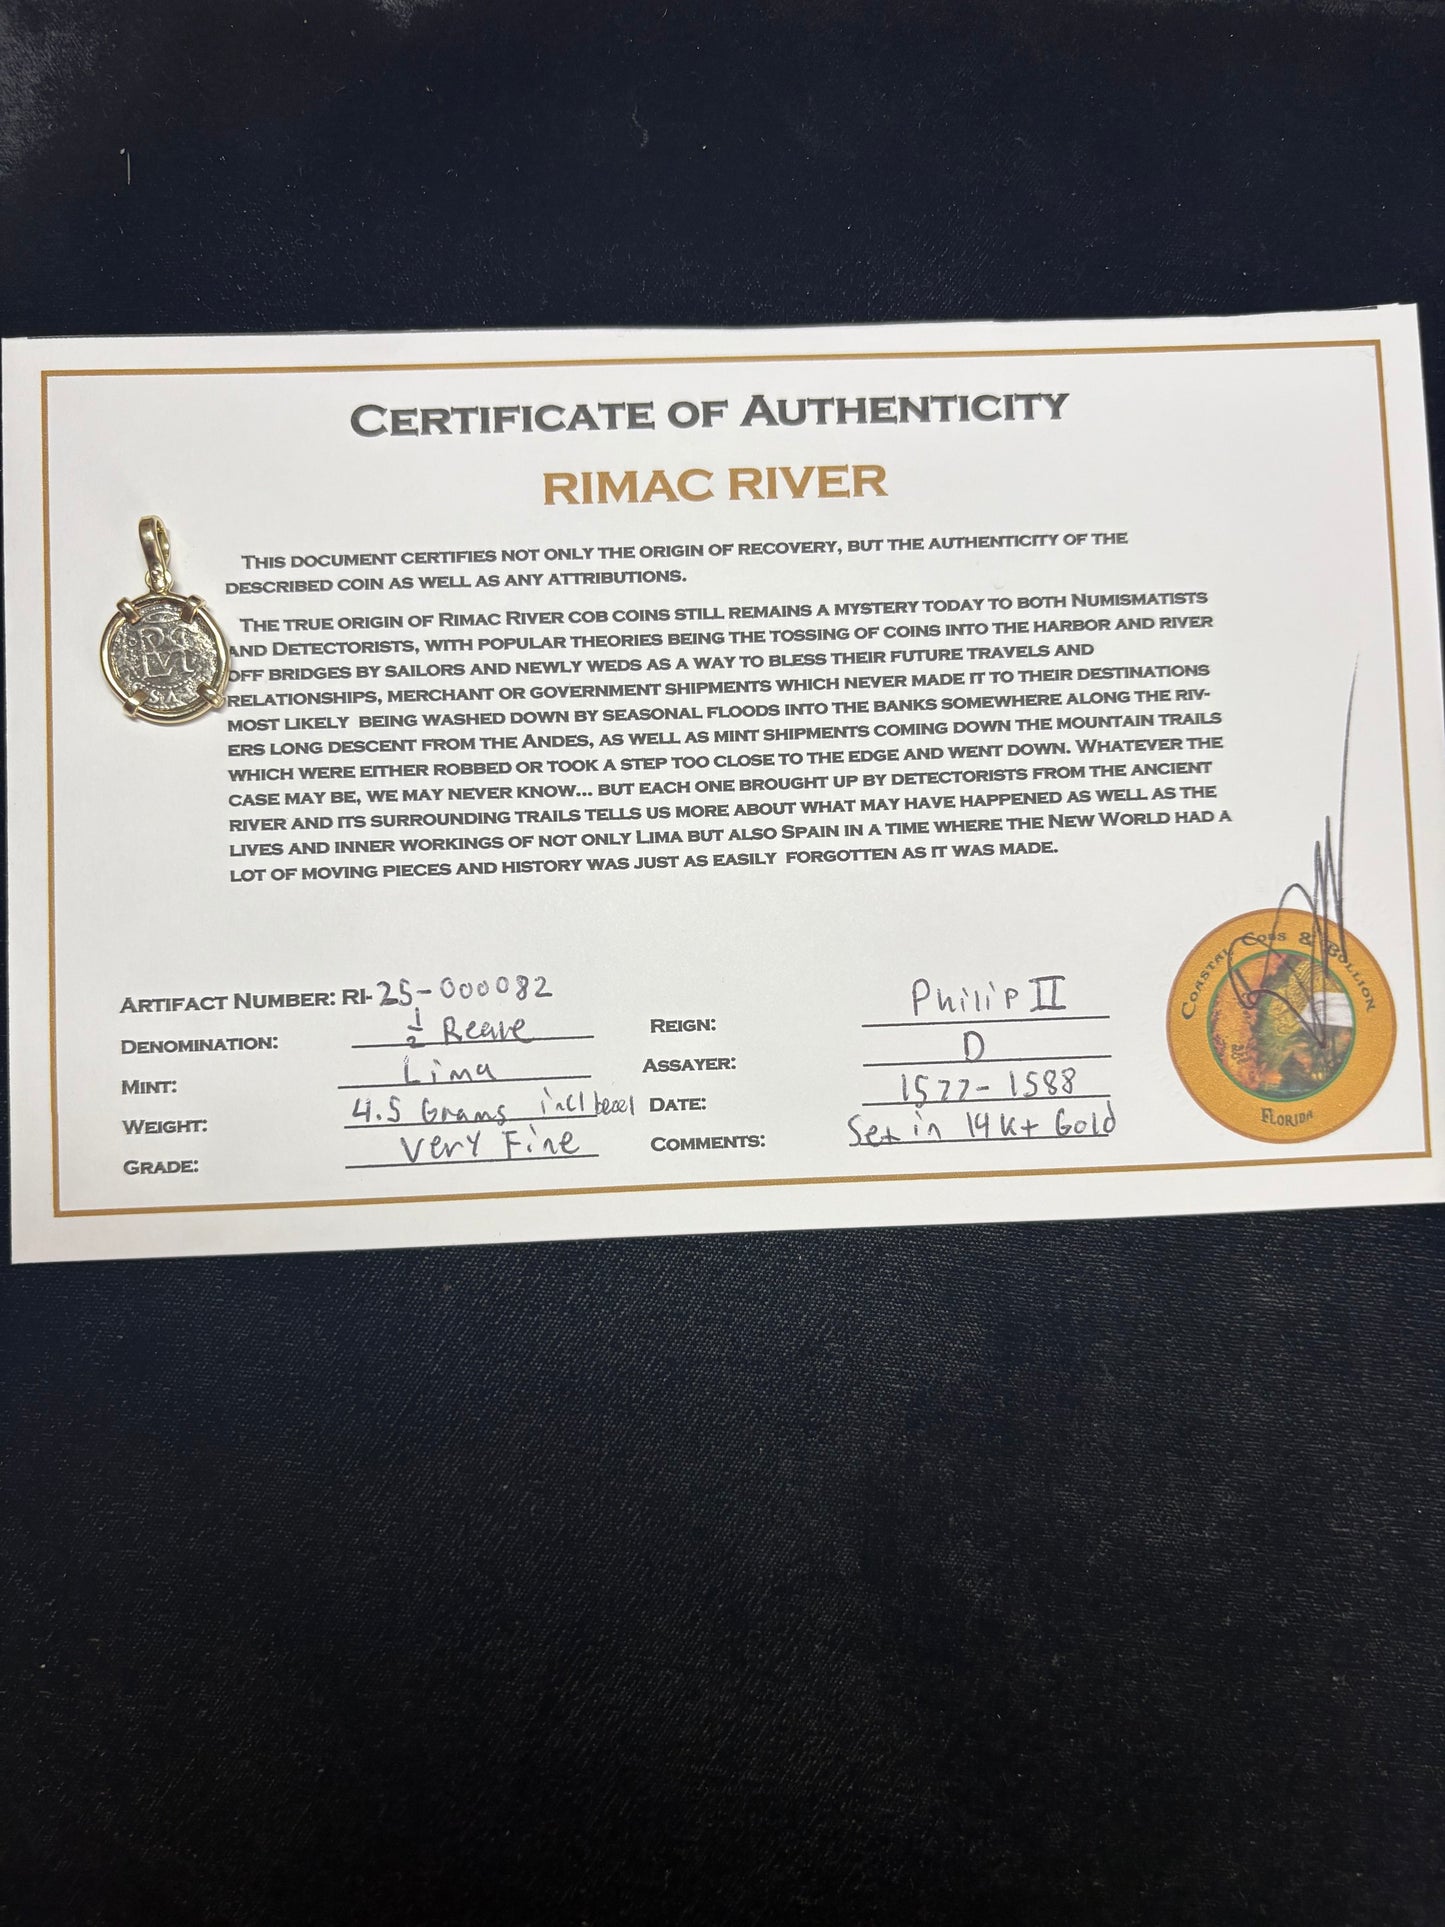 CERTIFICATE OF AUTHENTICITY
RIMAC RIVER
THIS DOCUMENT CERTIFIES NOT ONLY THE ORIGIN OF RECOVERY, BUT THE AUTHENTICITY OF THE
DESCRIBED COIN AS WELL AS ANY ATTRIBUTIONS.
THE TRUE ORIGIN OF RIMAC RIVER COB COINS STILL REMAINS A MYSTERY TODAY TO BOTH NUMISMATISTS
AND DETECTORISTS, WITH POPULAR THEORIES BEING THE TOSSING OF COINS INTO THE HARBOR AND RIVER
OFF BRIDGES BY SAILORS AND NEWLY WEDS AS A WAY TO BLESS THEIR FUTURE TRAVELS AND
RELATIONSHIPS, MERCHANT OR GOVERNMENT SHIPMENTS WHICH NEVER MADE IT TO THEIR DESTINATIONS
MOST LIKELY BEING WASHED DOWN BY SEASONAL FLOODS INTO THE BANKS SOMEWHERE ALONG THE RIV-
ERS LONG DESCENT FROM THE ANDES, AS WELL AS MINT SHIPMENTS COMING DOWN THE MOUNTAIN TRAILS
WHICH WERE EITHER ROBBED OR TOOK A STEP TOO CLOSE TO THE EDGE AND WENT DOWN. WHATEVER THE
CASE MAY BE, WE MAY NEVER KNOW... BUT EACH ONE BROUGHT UP BY DETECTORISTS FROM THE ANCIENT
RIVER AND ITS SURROUNDING TRAILS TELLS US MORE ABOUT WHAT MAY HAVE HAPPENED AS WELL AS THE
LIVES AND INNER WORKINGS OF NOT ONLY LIMA BUT ALSO SPAIN IN A TIME WHERE THE NEW WORLD HAD A
LOT OF MOVING PIECES AND HISTORY WAS JUST AS EASILY FORGOTTEN AS IT WAS MADE.
ARTIFACT NUMBER: RI-25-000082
DENOMINATION: 1/2 Reale
MINT: Lima
WEIGHT: 4.5 Grams incl bezel
GRADE: Very Fine
REIGN: Philip II
ASSAYER: D
DATE: 1577-1588
COMMENTS: Set in 14kt Gold
COASTAL COBS & BULLION
FLORIDA